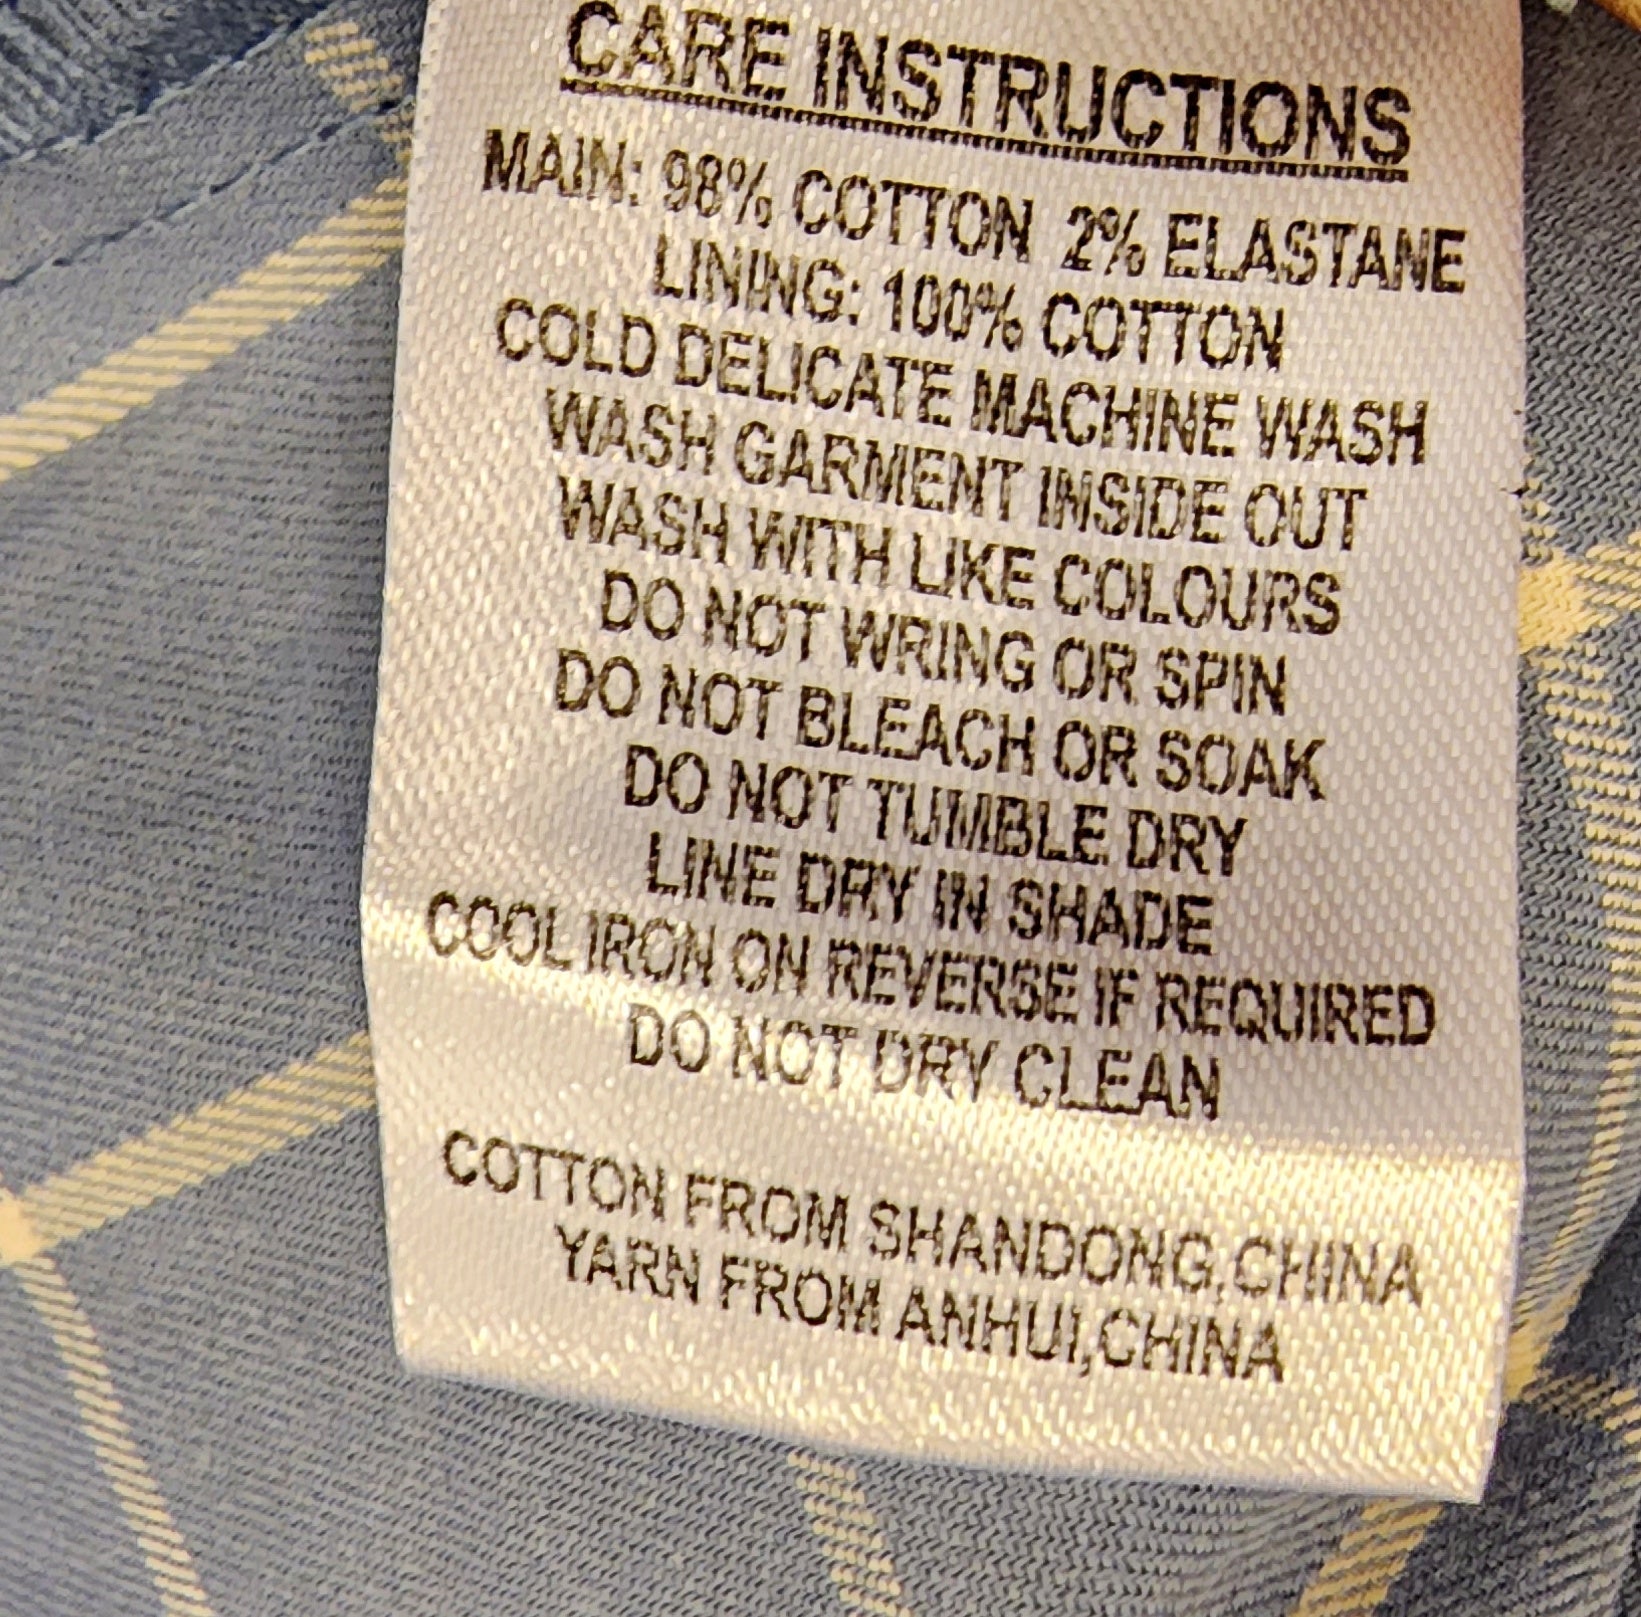 CARE INSTRUCTIONS
MAIN: 98% COTTON 2% ELASTANE
LINING: 100% COTTON
COLD DELICATE MACHINE WASH
WASH GARMENT INSIDE OUT
WASH WITH LIKE COLOURS
DO NOT WRING OR SPIN
DO NOT BLEACH OR SOAK
DO NOT TUMBLE DRY
LINE DRY IN SHADE
COOL IRON ON REVERSE IF REQUIRED
DO NOT DRY CLEAN
COTTON FROM SHANDONG,CHINA
YARN FROM ANHUI,CHINA